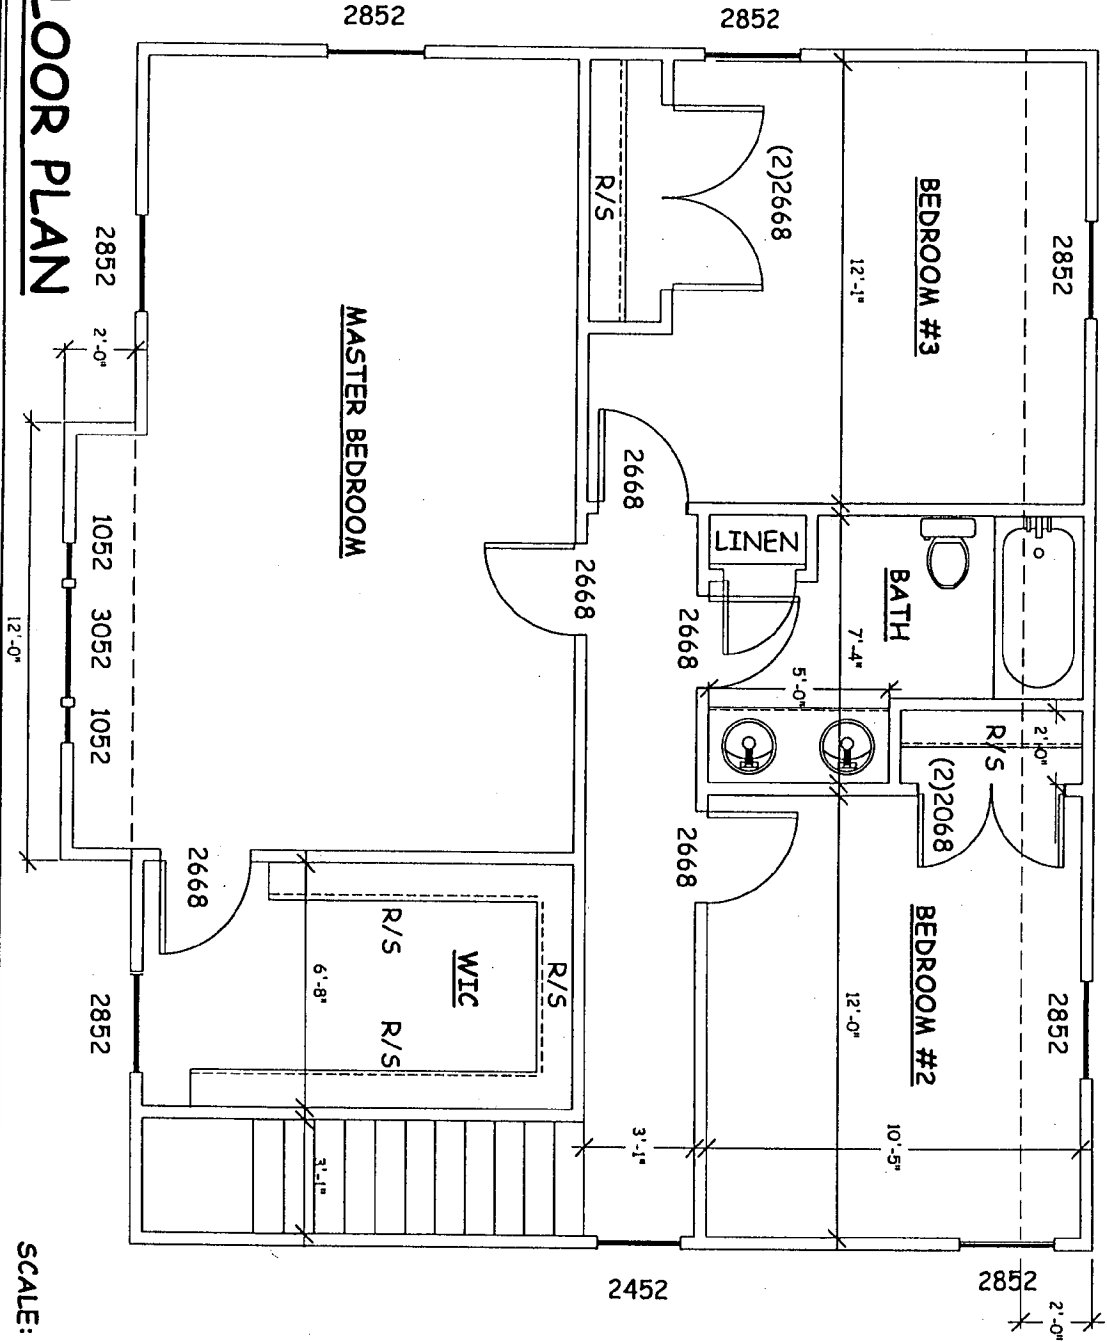 2852
2852
BEDROOM #3
2852
(2)2668
R/S
12'-1"
2852
2'-0"
MASTER BEDROOM
2668
2668
LINEN
BATH
7'-4"
2668
5'-0"
R/S
2'-0"
(2)2068
1052
3052
1052
12'-0"
2668
2668
BEDROOM #2
2852
12'-0"
10'-5"
R/S
R/S
R/S
WIC
6'-8"
2852
3'-1"
3'-1"
2452
2852
2'-0"
LOOR PLAN
SCALE: